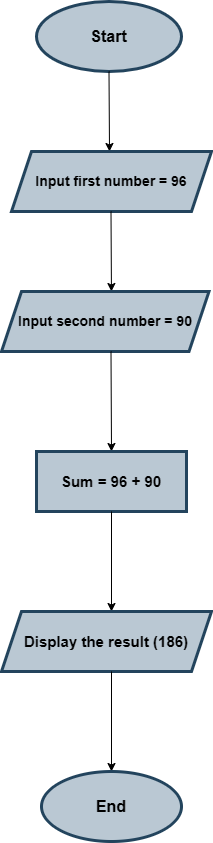 Start
Input first number = 96
Input second number = 90
Sum = 96 + 90
Display the result (186)
End